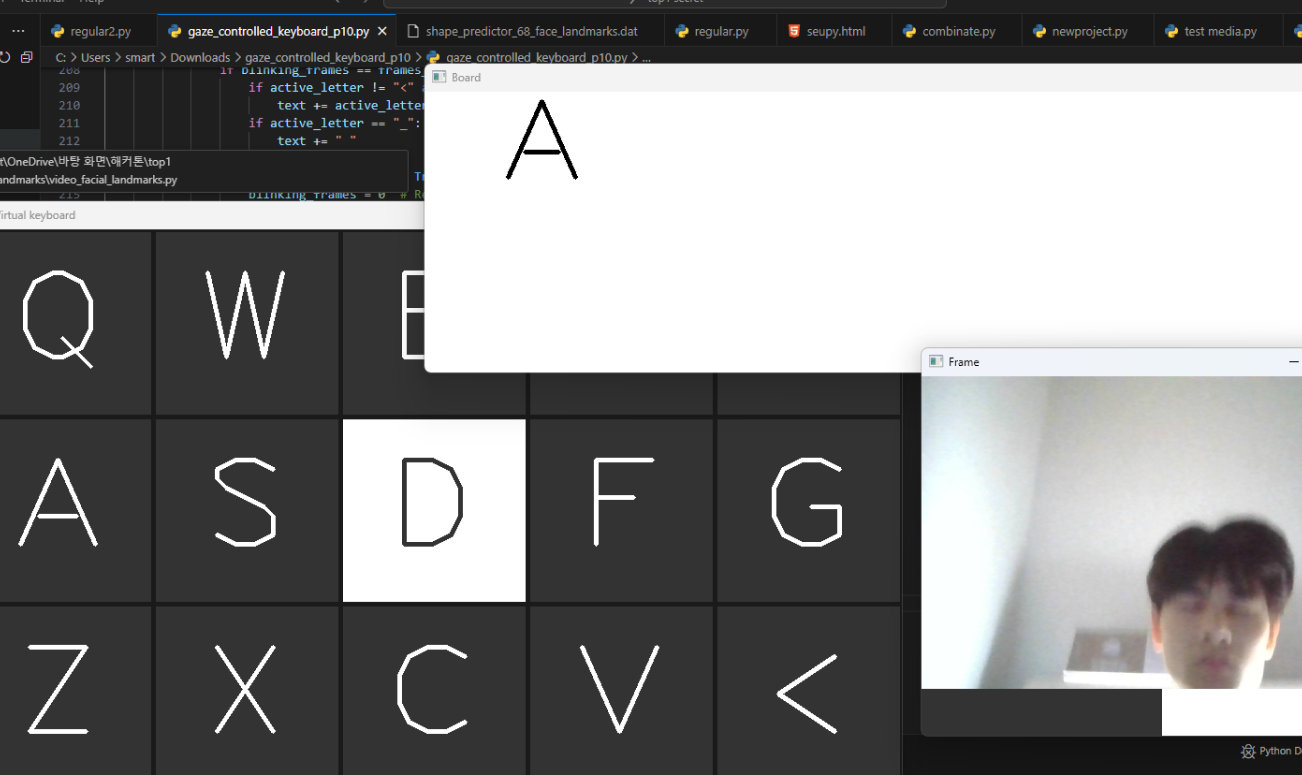 Terminal Help
top1 secret
regular2.py gaze_controlled_keyboard_p10.py shape_predictor_68_face_landmarks.dat regular.py seupy.html combinate.py newproject.py test media.py
C: > Users > smart > Downloads > gaze_controlled_keyboard_p10 > gaze_controlled_keyboard_p10.py > ...
208 if blinking_frames == frames_
209 if active_letter != "<" a
210 text += active_letter
211 if active_letter == "_":
212 text += " "
t\OneDrive\바탕 화면\해커톤\top1
andmarks\video_facial_landmarks.py
Tr
215 blinking_frames = 0 # Re
Board
A
irtual keyboard
Q W E
A S D F G
Z X C V <
Frame
Python D